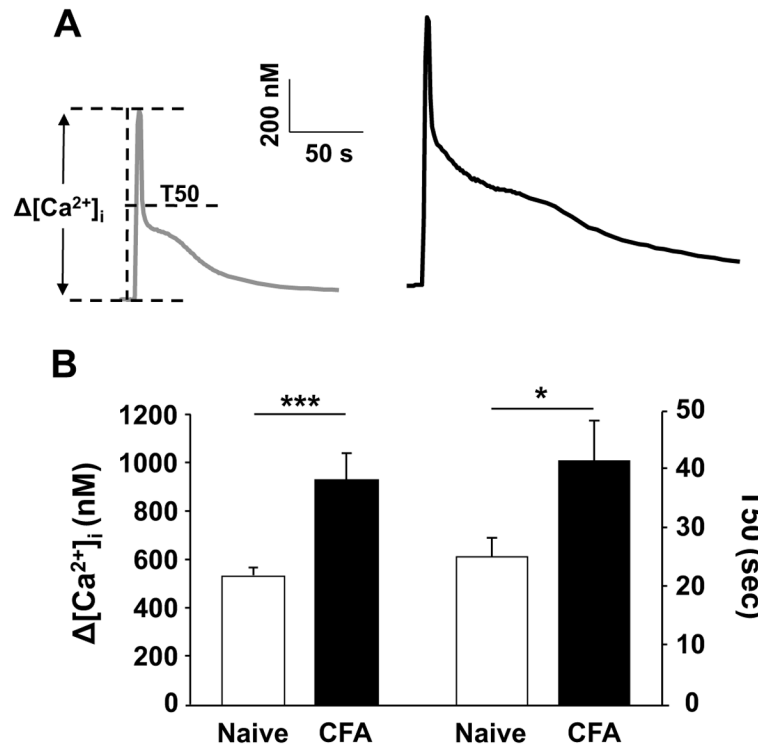 A
200 nM
50 s
T50
Δ[Ca²⁺]ᵢ
B
*** *
1200 50
1000 40
800 30
600 20
400 10
200 0
0
Δ[Ca²⁺]ᵢ (nM)
T50 (sec)
Naive CFA Naive CFA